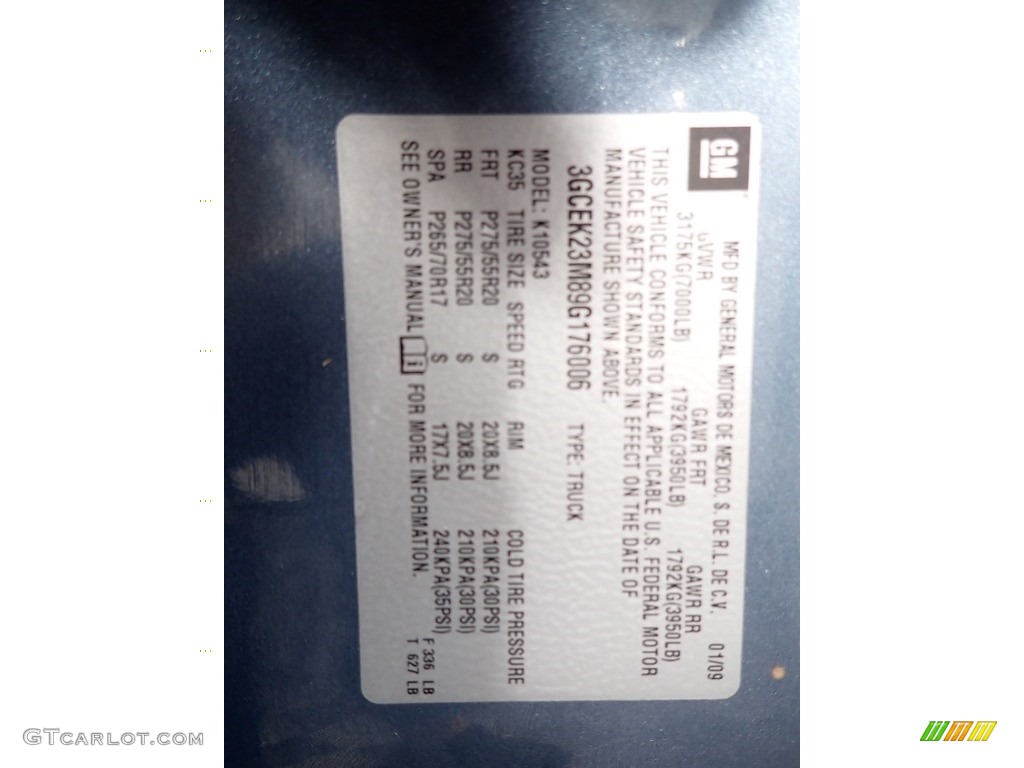 GM
MFD BY GENERAL MOTORS DE MEXICO, S. DE R.L. DE C.V. 01/09
GVWR GAWR FRT GAWR RR
3175KG(7000LB) 1792KG(3950LB) 1792KG(3950LB)
THIS VEHICLE CONFORMS TO ALL APPLICABLE U.S. FEDERAL MOTOR
VEHICLE SAFETY STANDARDS IN EFFECT ON THE DATE OF
MANUFACTURE SHOWN ABOVE.
3GCEK23M89G176006 TYPE: TRUCK
MODEL: K10543
KC35 TIRE SIZE SPEED RTG RIM COLD TIRE PRESSURE
FRT P275/55R20 S 20X8.5J 210KPA(30PSI)
RR P275/55R20 S 20X8.5J 210KPA(30PSI)
SPA P265/70R17 S 17X7.5J 240KPA(35PSI)
SEE OWNER'S MANUAL i FOR MORE INFORMATION.
F 336 LB
T 627 LB
GTCARLOT.COM